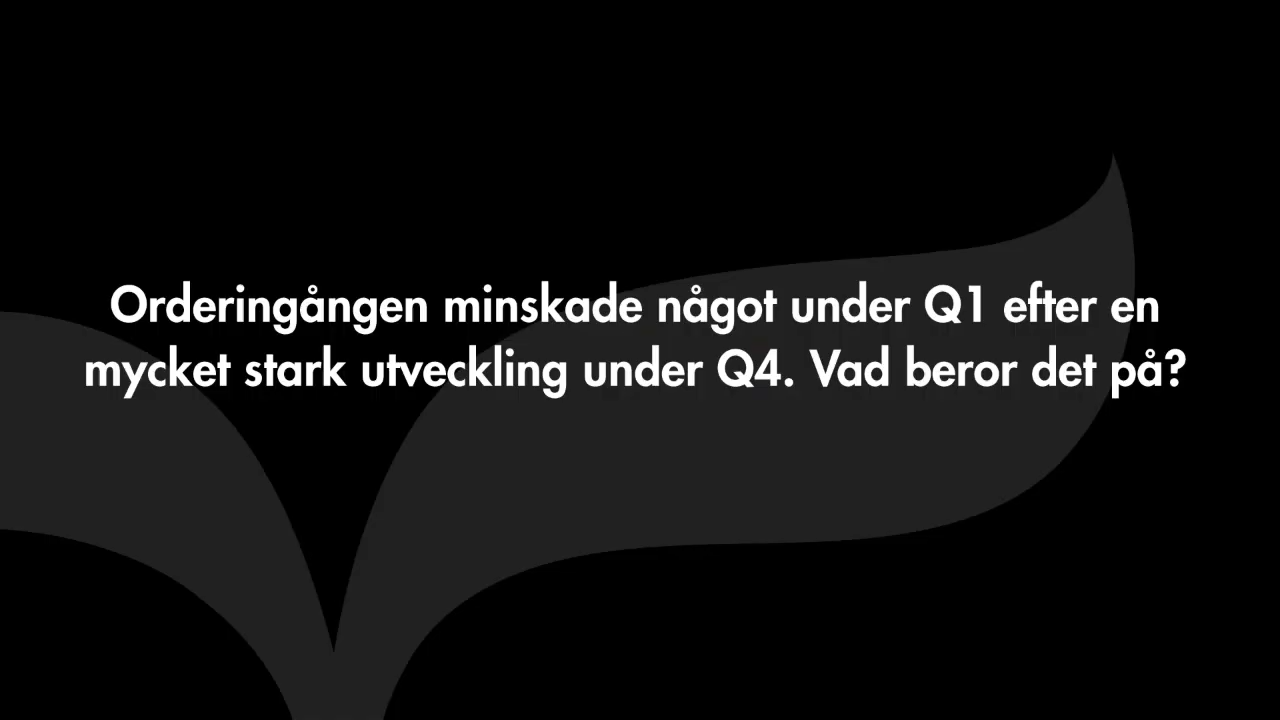 Orderingången minskade något under Q1 efter en
mycket stark utveckling under Q4. Vad beror det på?